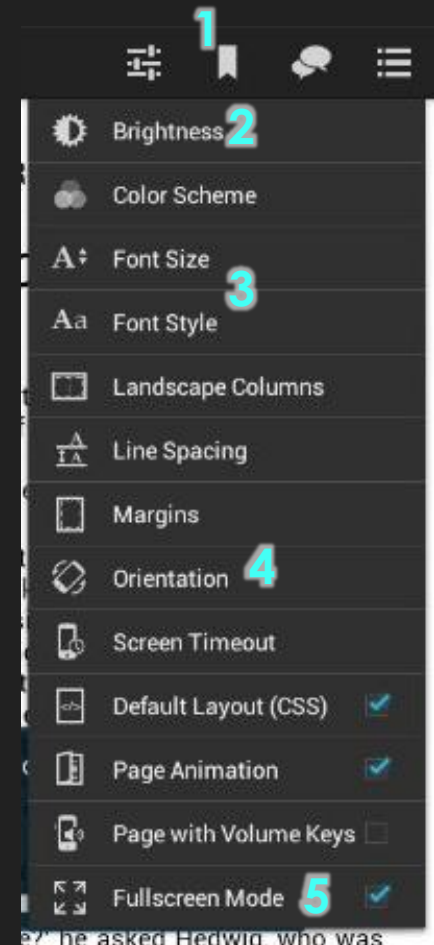 1
Brightness 2
Color Scheme
Font Size
3
Font Style
Landscape Columns
Line Spacing
Margins
Orientation 4
Screen Timeout
Default Layout (CSS)
Page Animation
Page with Volume Keys
Fullscreen Mode 5
e?' he asked Hedwig, who was